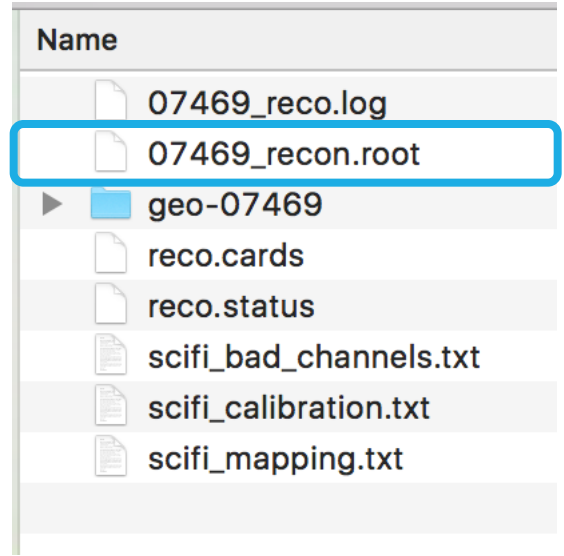 Name
07469_reco.log
07469_recon.root
geo-07469
reco.cards
reco.status
scifi_bad_channels.txt
scifi_calibration.txt
scifi_mapping.txt